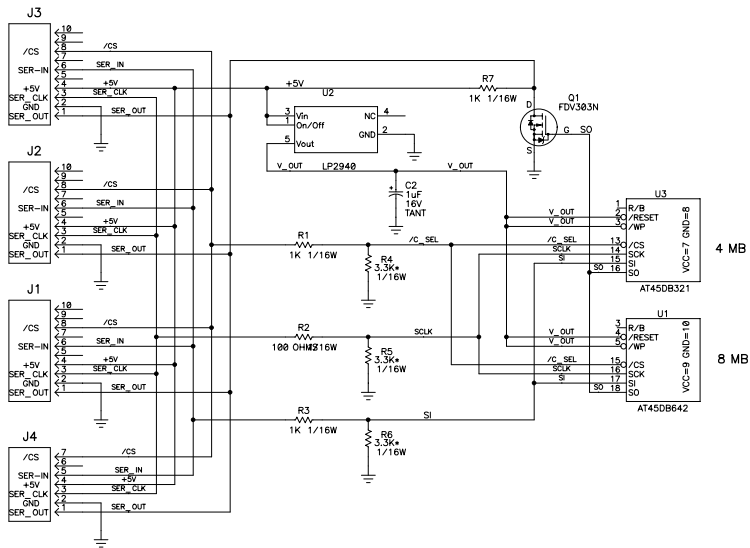 J3
10
9
/CS 8 /CS
7
SER-IN 6 SER_IN
5
+5V 4 +5V
SER_CLK 3 SER_CLK
GND 2
SER_OUT 1 SER_OUT
J2
10
9
/CS 8 /CS
7
SER-IN 6 SER_IN
5
+5V 4 +5V
SER_CLK 3 SER_CLK
GND 2
SER_OUT 1 SER_OUT
J1
10
9
/CS 8 /CS
7
SER-IN 6 SER_IN
5
+5V 4 +5V
SER_CLK 3 SER_CLK
GND 2
SER_OUT 1 SER_OUT
J4
/CS 7 /CS
6
SER-IN 5 SER_IN
+5V 4 +5V
SER_CLK 3 SER_CLK
GND 2
SER_OUT 1 SER_OUT
+5V
U2
3 Vin NC 4
1 On/Off
GND 2
5 Vout
LP2940
V_OUT V_OUT
C2
1uF
16V
TANT
R7
1K 1/16W
Q1
FDV303N
D
G SO
S
R1
1K 1/16W
/C_SEL
R4
3.3K*
1/16W
R2
100 OHMS 1/16W
SCLK
R5
3.3K*
1/16W
R3
1K 1/16W
SI
R6
3.3K*
1/16W
U3
1 R/B
V_OUT 2 /RESET
V_OUT 3 /WP
/C_SEL 13 /CS
SCLK 14 SCK
SI 15 SI
SO 16 SO
VCC=7 GND=8
AT45DB321
4 MB
U1
3 R/B
V_OUT 4 /RESET
V_OUT 5 /WP
/C_SEL 15 /CS
SCLK 16 SCK
SI 17 SI
SO 18 SO
VCC=9 GND=10
AT45DB642
8 MB